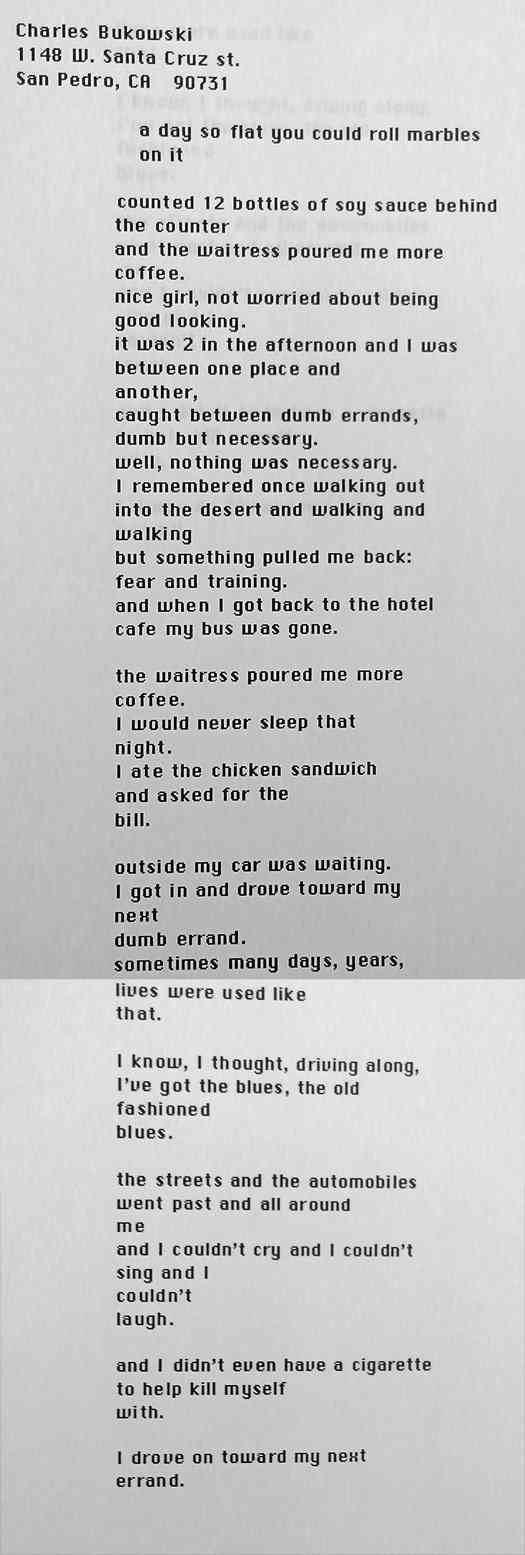 Charles Bukowski
1148 W. Santa Cruz st.
San Pedro, CA 90731
a day so flat you could roll marbles
on it
counted 12 bottles of soy sauce behind
the counter
and the waitress poured me more
coffee.
nice girl, not worried about being
good looking.
it was 2 in the afternoon and I was
between one place and
another,
caught between dumb errands,
dumb but necessary.
well, nothing was necessary.
I remembered once walking out
into the desert and walking and
walking
but something pulled me back:
fear and training.
and when I got back to the hotel
cafe my bus was gone.
the waitress poured me more
coffee.
I would never sleep that
night.
I ate the chicken sandwich
and asked for the
bill.
outside my car was waiting.
I got in and drove toward my
next
dumb errand.
sometimes many days, years,
lives were used like
that.
I know, I thought, driving along,
I've got the blues, the old
fashioned
blues.
the streets and the automobiles
went past and all around
me
and I couldn't cry and I couldn't
sing and I
couldn't
laugh.
and I didn't even have a cigarette
to help kill myself
with.
I drove on toward my next
errand.